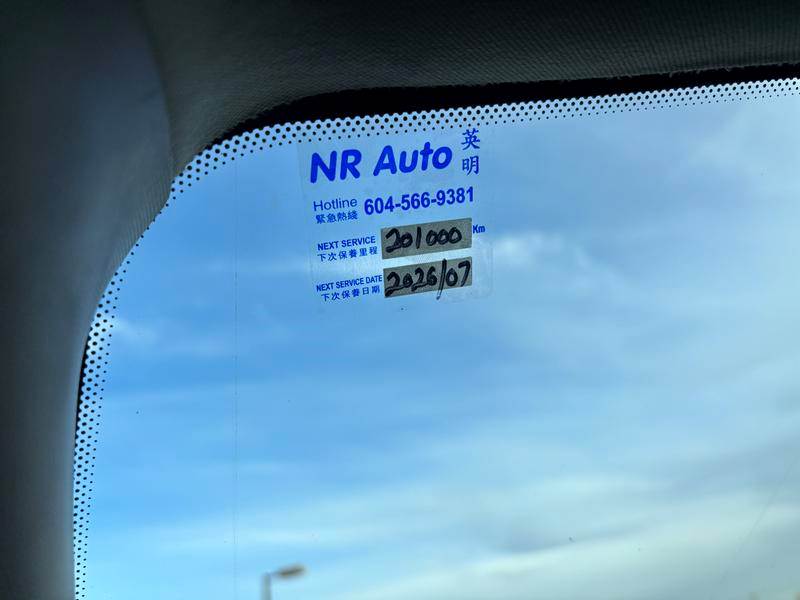 NR Auto 英明
Hotline 604-566-9381
緊急熱綫
NEXT SERVICE 201000 Km
下次保養里程
NEXT SERVICE DATE 2026/07
下次保養日期